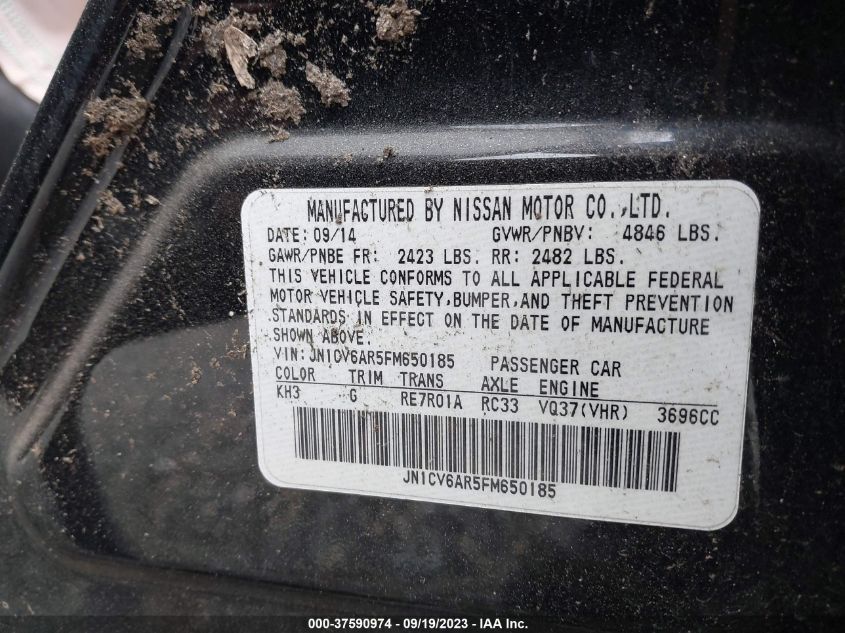 MANUFACTURED BY NISSAN MOTOR CO.,LTD.
DATE: 09/14 GVWR/PNBV: 4846 LBS.
GAWR/PNBE FR: 2423 LBS. RR: 2482 LBS.
THIS VEHICLE CONFORMS TO ALL APPLICABLE FEDERAL
MOTOR VEHICLE SAFETY,BUMPER,AND THEFT PREVENTION
STANDARDS IN EFFECT ON THE DATE OF MANUFACTURE
SHOWN ABOVE.
VIN: JN1CV6AR5FM650185 PASSENGER CAR
COLOR TRIM TRANS AXLE ENGINE
KH3 G RE7R01A RC33 VQ37(VHR) 3696CC
JN1CV6AR5FM650185
000-37590974 - 09/19/2023 - IAAI.com